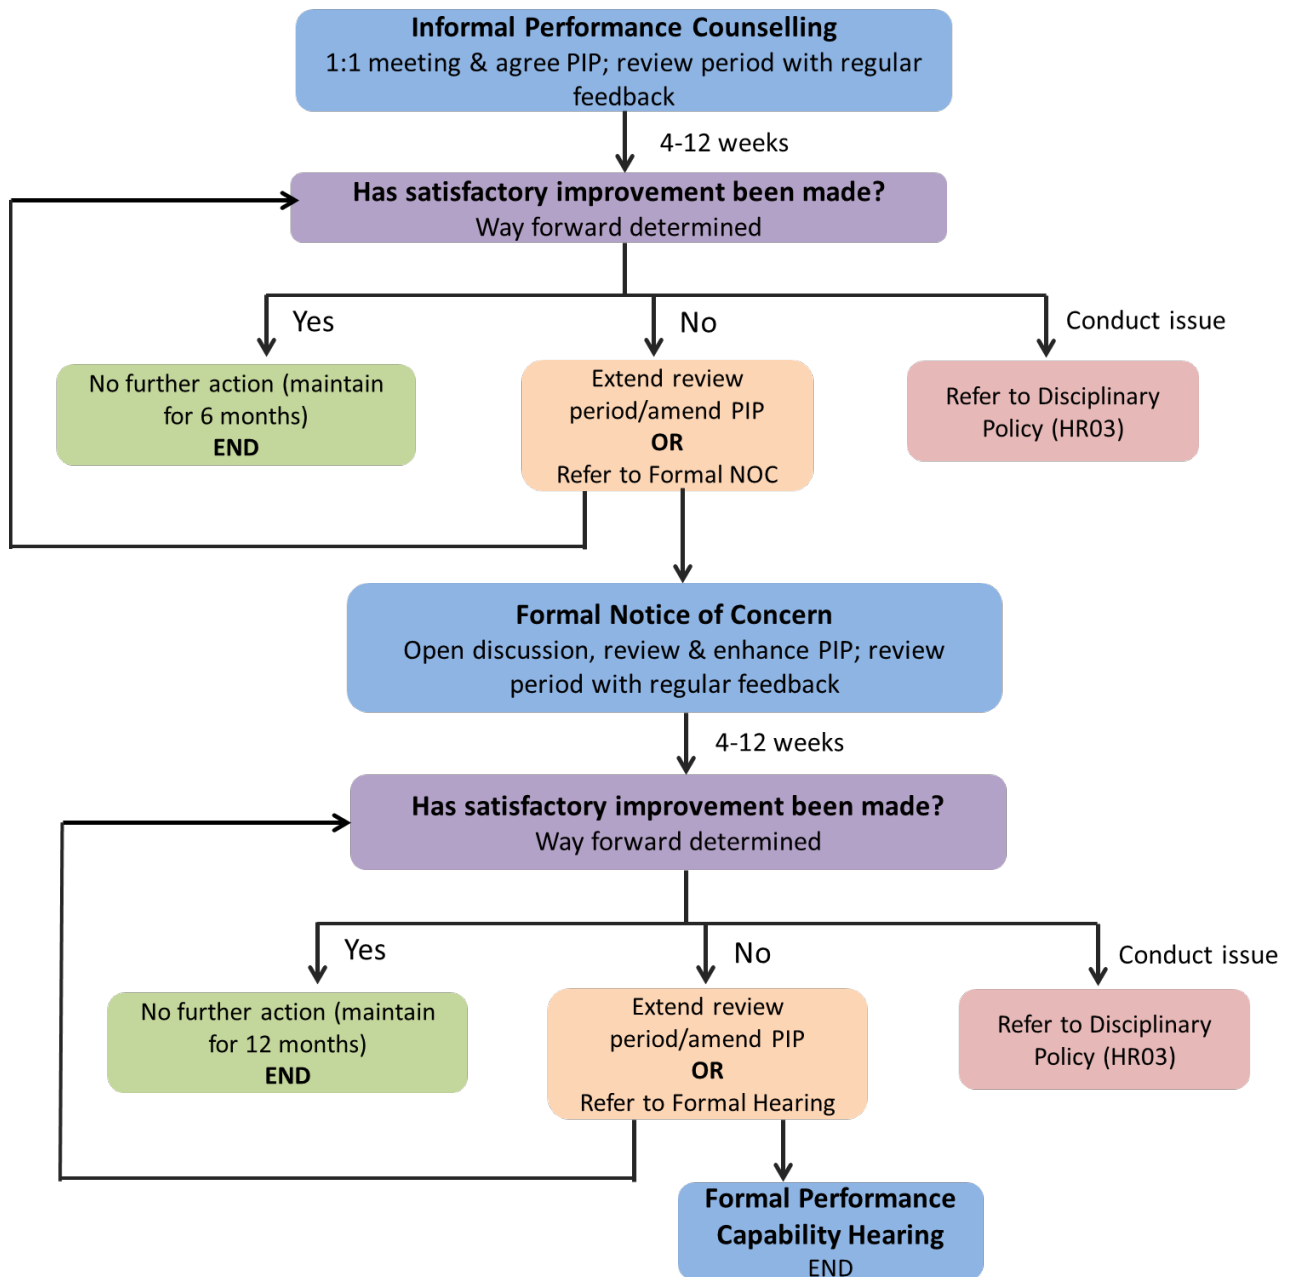 Informal Performance Counselling
1:1 meeting & agree PIP; review period with regular
feedback
4-12 weeks
Has satisfactory improvement been made?
Way forward determined
Yes
No
Conduct issue
No further action (maintain
for 6 months)
END
Extend review
period/amend PIP
OR
Refer to Formal NOC
Refer to Disciplinary
Policy (HR03)
Formal Notice of Concern
Open discussion, review & enhance PIP; review
period with regular feedback
4-12 weeks
Has satisfactory improvement been made?
Way forward determined
Yes
No
Conduct issue
No further action (maintain
for 12 months)
END
Extend review
period/amend PIP
OR
Refer to Formal Hearing
Refer to Disciplinary
Policy (HR03)
Formal Performance
Capability Hearing
END